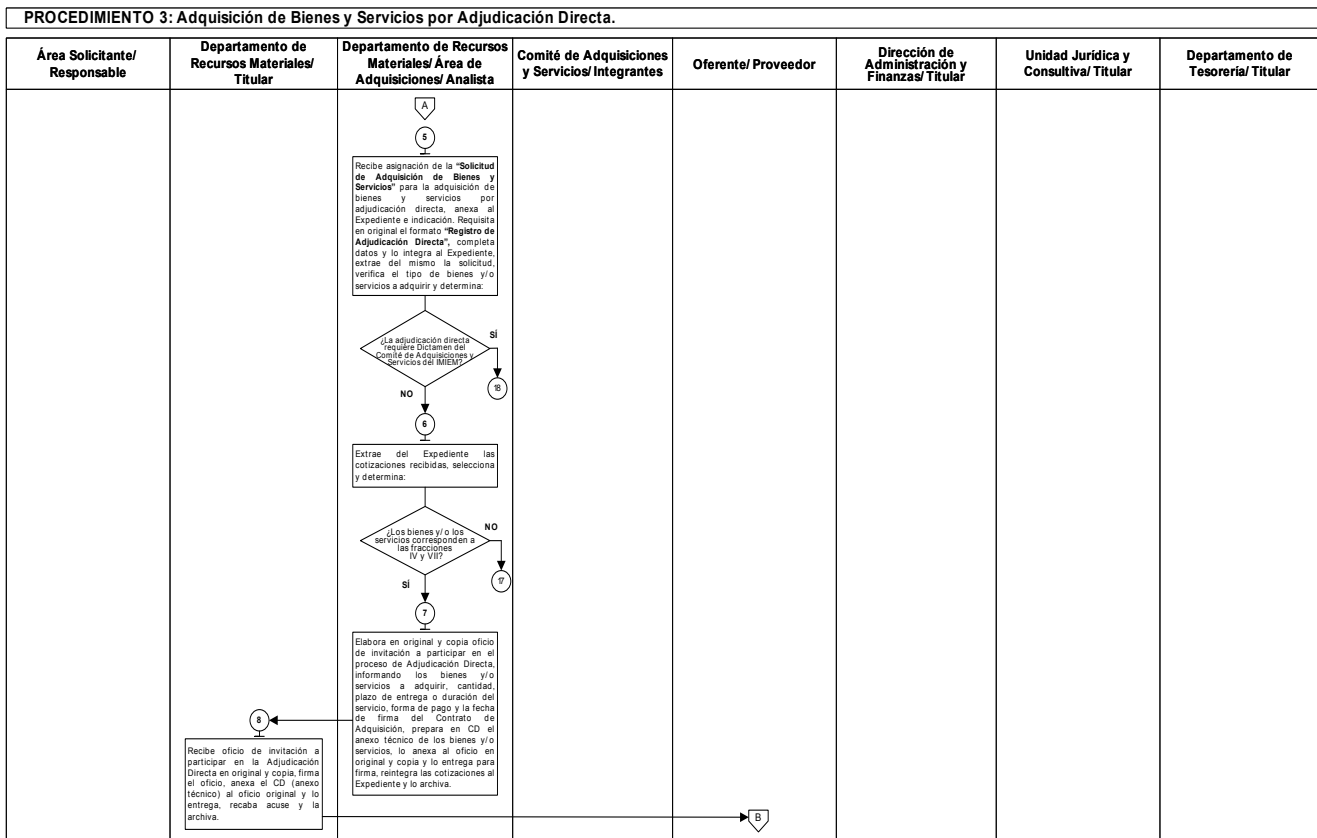 PROCEDIMIENTO 3: Adquisición de Bienes y Servicios por Adjudicación Directa.
Área Solicitante/
Responsable
Departamento de
Recursos Materiales/
Titular
Departamento de Recursos
Materiales/ Área de
Adquisiciones/ Analista
Comité de Adquisiciones
y Servicios/ Integrantes
Oferente/ Proveedor
Dirección de
Administración y
Finanzas/ Titular
Unidad Jurídica y
Consultiva/ Titular
Departamento de
Tesorería/ Titular
A
5
Recibe asignación de la “Solicitud
de Adquisición de Bienes y
Servicios” para la adquisición de
bienes y servicios por
adjudicación directa, anexa al
Expediente e indicación. Requisita
en original el formato “Registro de
Adjudicación Directa”, completa
datos y lo integra al Expediente,
extrae del mismo la solicitud,
verifica el tipo de bienes y/o
servicios a adquirir y determina:
¿La adjudicación directa
requiere Dictamen del
Comité de Adquisiciones y
Servicios del IMIEM?
SÍ
18
NO
6
Extrae del Expediente las
cotizaciones recibidas, selecciona
y determina:
¿Los bienes y/o los
servicios corresponden a
las fracciones
IV y VII?
NO
17
SÍ
7
Elabora en original y copia oficio
de invitación a participar en el
proceso de Adjudicación Directa,
informando los bienes y/o
servicios a adquirir, cantidad,
plazo de entrega o duración del
servicio, forma de pago y la fecha
de firma del Contrato de
Adquisición, prepara en CD el
anexo técnico de los bienes y/o
servicios, lo anexa al oficio en
original y copia y lo entrega para
firma, reintegra las cotizaciones al
Expediente y lo archiva.
8
Recibe oficio de invitación a
participar en la Adjudicación
Directa en original y copia, firma
el oficio, anexa el CD (anexo
técnico) al oficio original y lo
entrega, recaba acuse y la
archiva.
B